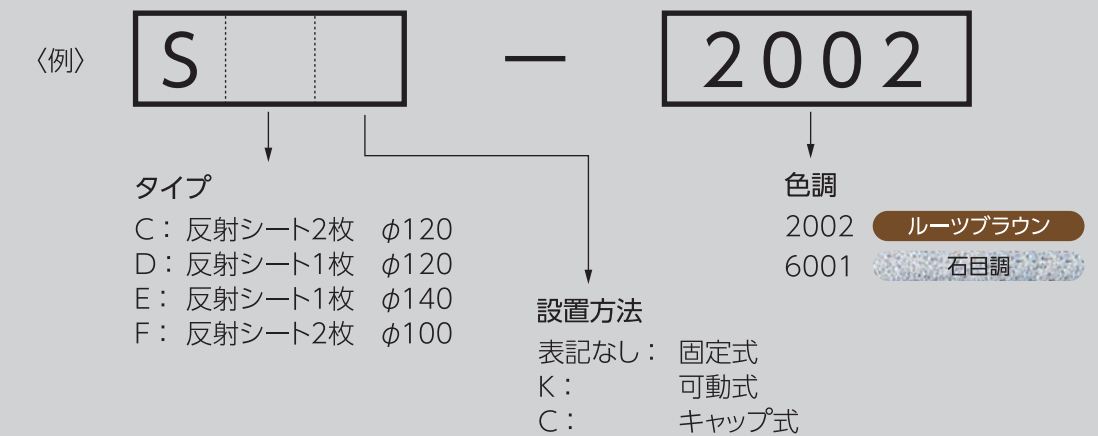 〈例〉 S － 2002
タイプ
C： 反射シート2枚 φ120
D： 反射シート1枚 φ120
E： 反射シート1枚 φ140
F： 反射シート2枚 φ100
設置方法
表記なし： 固定式
K： 可動式
C： キャップ式
色調
2002 ルーツブラウン
6001 石目調